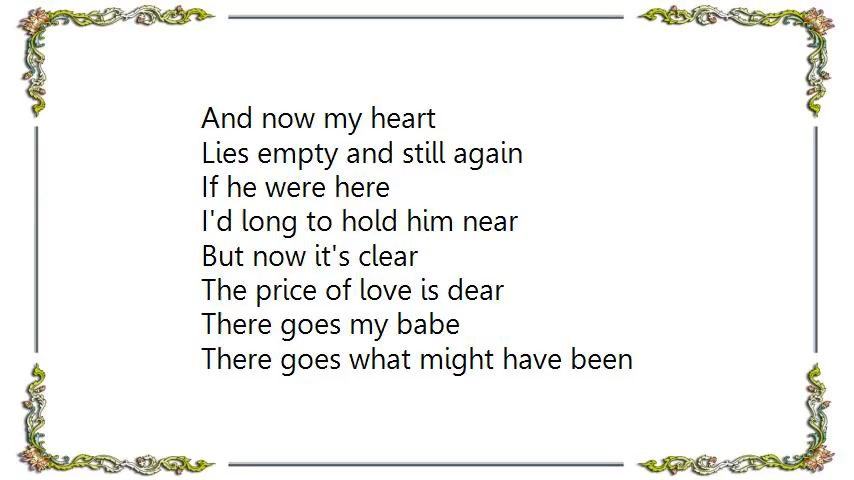 And now my heart
Lies empty and still again
If he were here
I'd long to hold him near
But now it's clear
The price of love is dear
There goes my babe
There goes what might have been